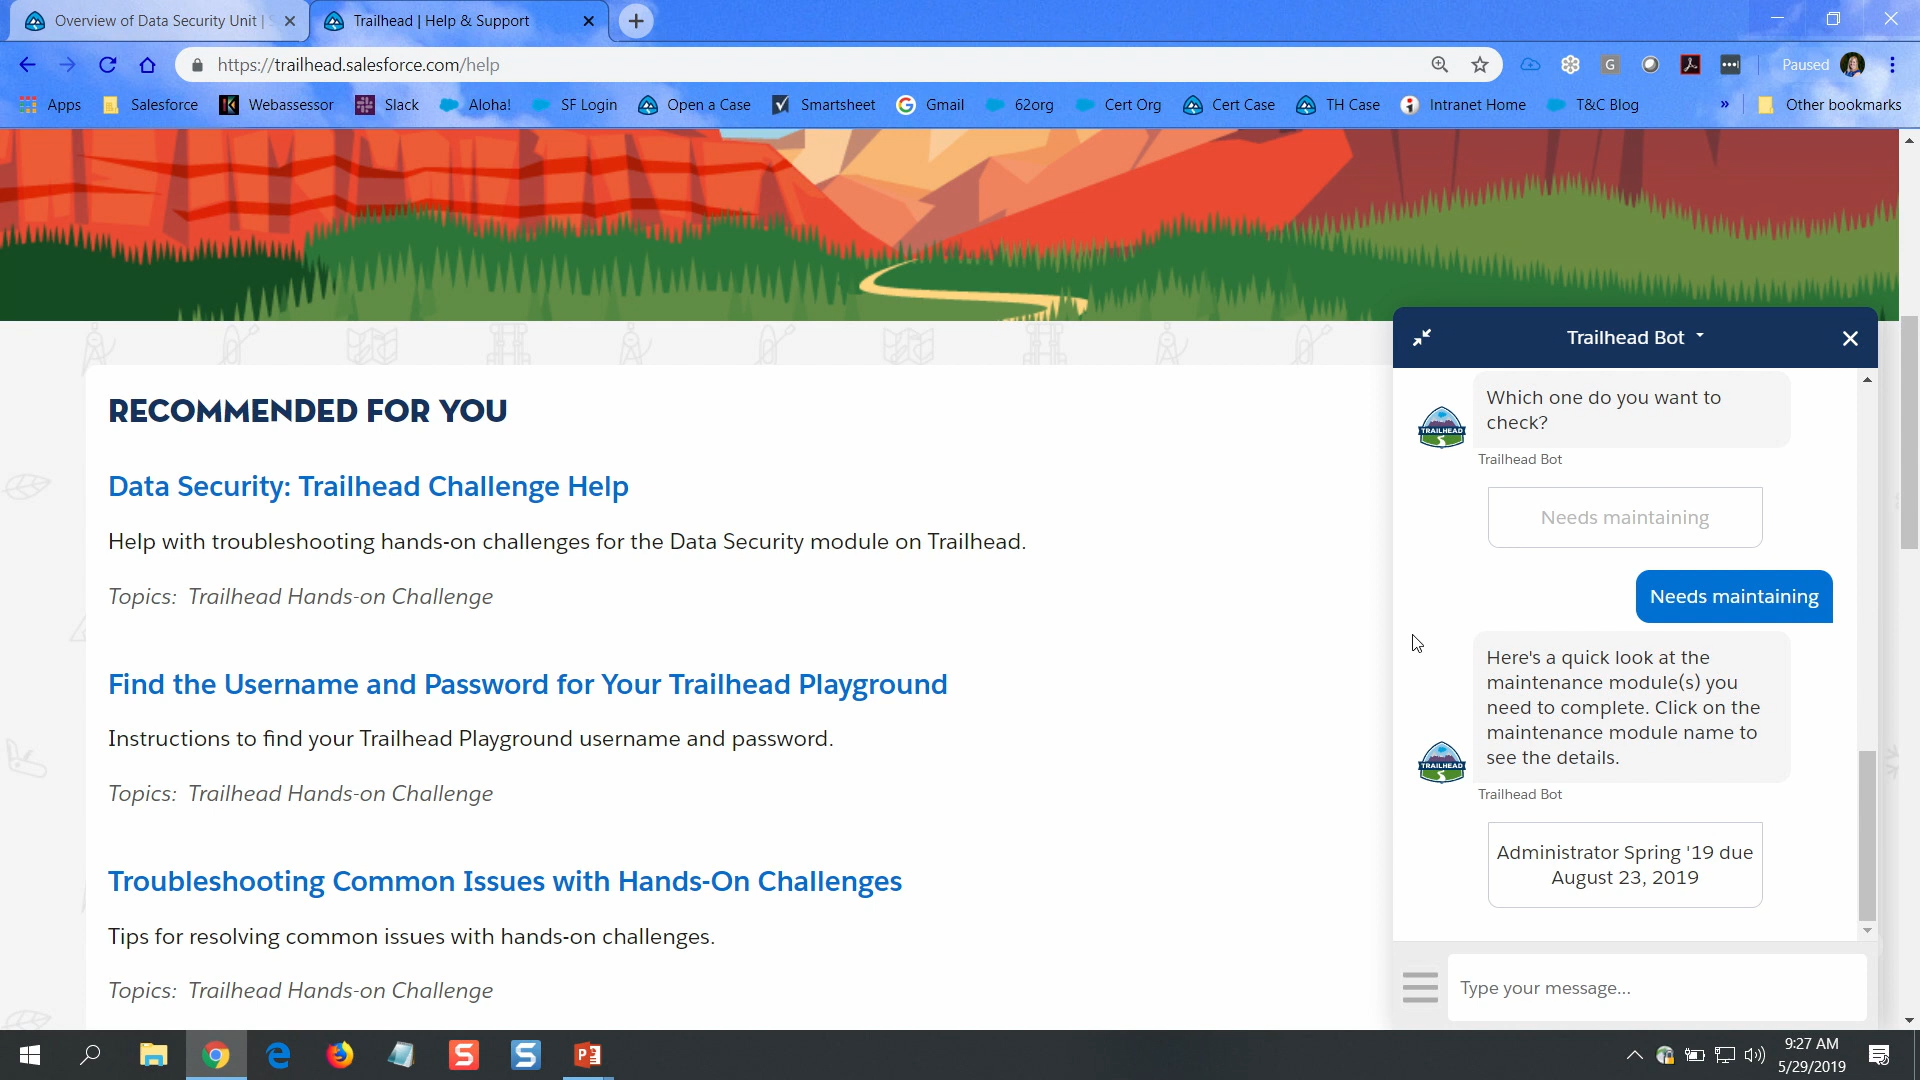 Overview of Data Security Unit |
Trailhead | Help & Support
https://trailhead.salesforce.com/help
Paused
Apps
Salesforce
Webassessor
Slack
Aloha!
SF Login
Open a Case
Smartsheet
Gmail
62org
Cert Org
Cert Case
TH Case
Intranet Home
T&C Blog
»
Other bookmarks
RECOMMENDED FOR YOU
Data Security: Trailhead Challenge Help
Help with troubleshooting hands-on challenges for the Data Security module on Trailhead.
Topics: Trailhead Hands-on Challenge
Find the Username and Password for Your Trailhead Playground
Instructions to find your Trailhead Playground username and password.
Topics: Trailhead Hands-on Challenge
Troubleshooting Common Issues with Hands-On Challenges
Tips for resolving common issues with hands-on challenges.
Topics: Trailhead Hands-on Challenge
Trailhead Bot
Which one do you want to
check?
TRAILHEAD
Trailhead Bot
Needs maintaining
Needs maintaining
Here's a quick look at the
maintenance module(s) you
need to complete. Click on the
maintenance module name to
see the details.
TRAILHEAD
Trailhead Bot
Administrator Spring '19 due
August 23, 2019
Type your message...
9:27 AM
5/29/2019